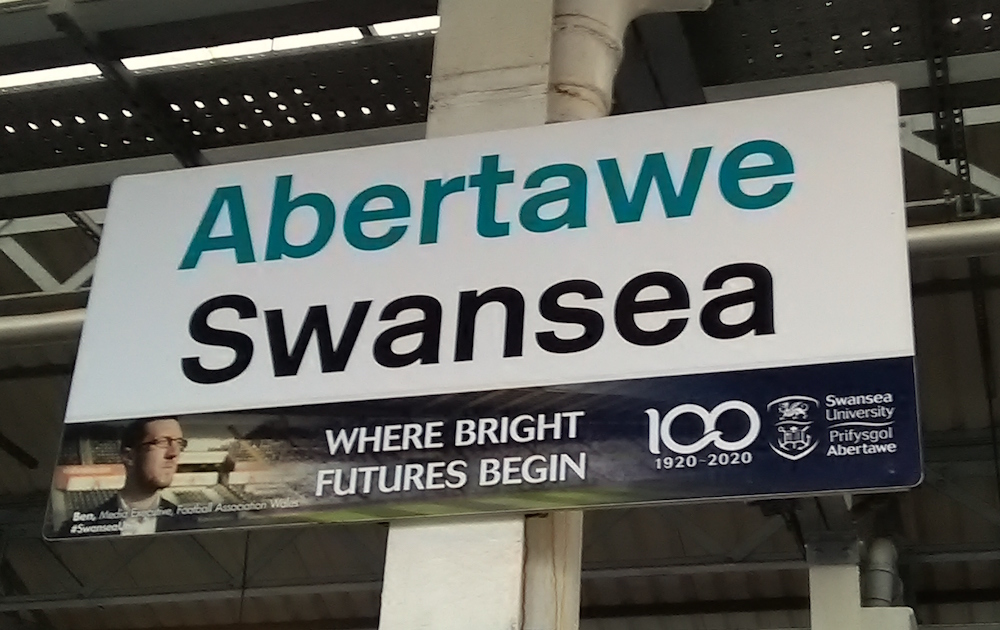 Abertawe
Swansea
WHERE BRIGHT
FUTURES BEGIN
100
1920-2020
Swansea
University
Prifysgol
Abertawe
Ben, Media Executive, Football Association Wales